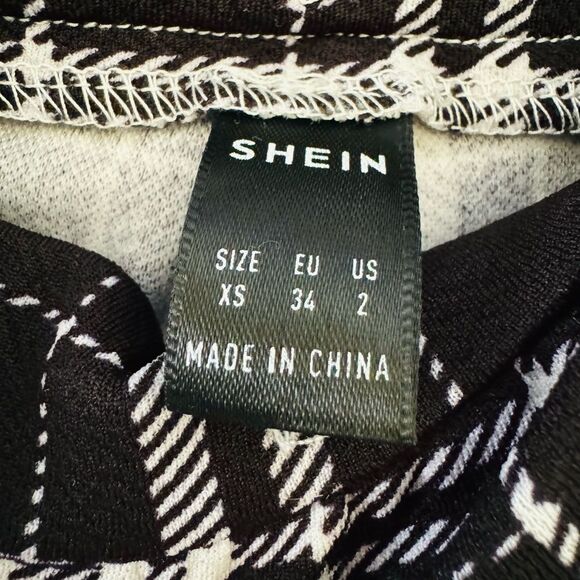 SHEIN
SIZE EU US
XS 34 2
MADE IN CHINA